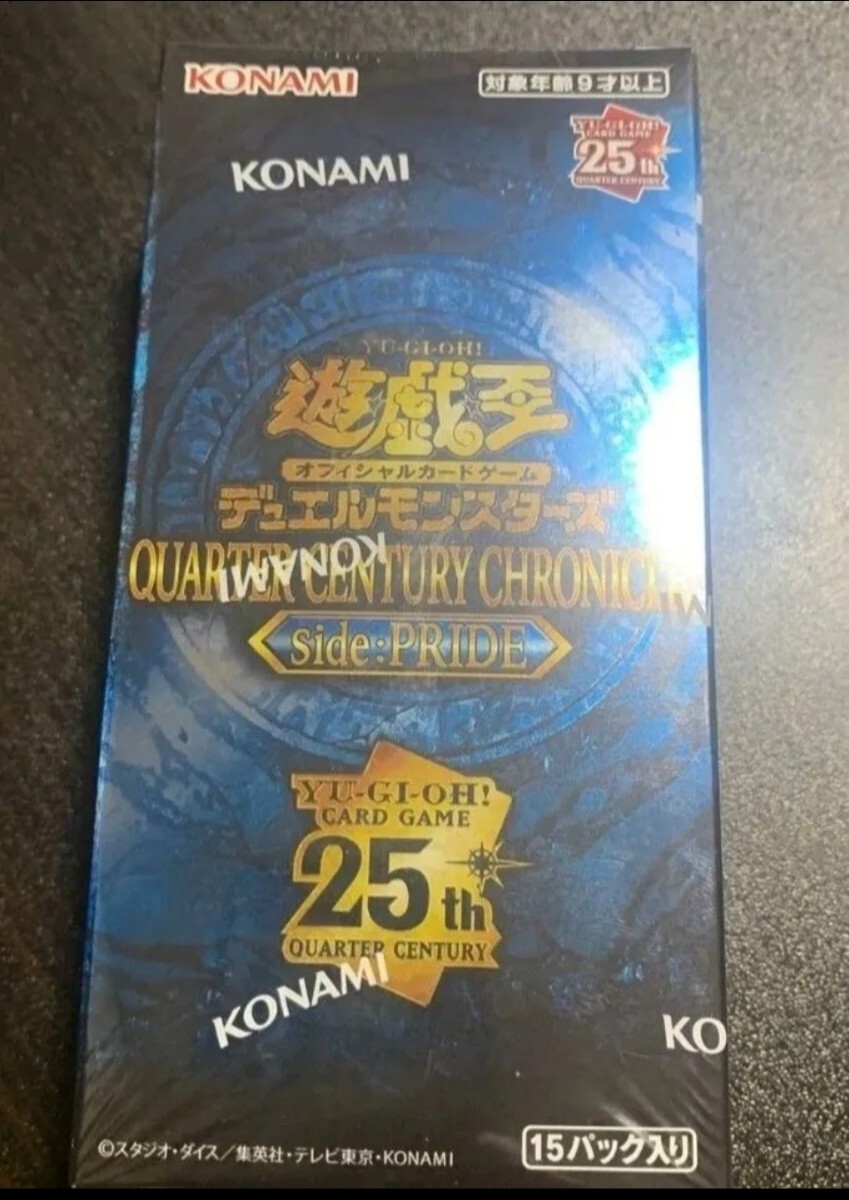 KONAMI
対象年齢9才以上
YU-GI-OH!
CARD GAME
25th
QUARTER CENTURY
KONAMI
YU-GI-OH!
遊戯王
オフィシャルカードゲーム
デュエルモンスターズ
KONAMI
QUARTER CENTURY CHRONICLE
side:PRIDE
YU-GI-OH!
CARD GAME
25th
QUARTER CENTURY
KONAMI
KO
©スタジオ・ダイス/集英社・テレビ東京・KONAMI
15パック入り